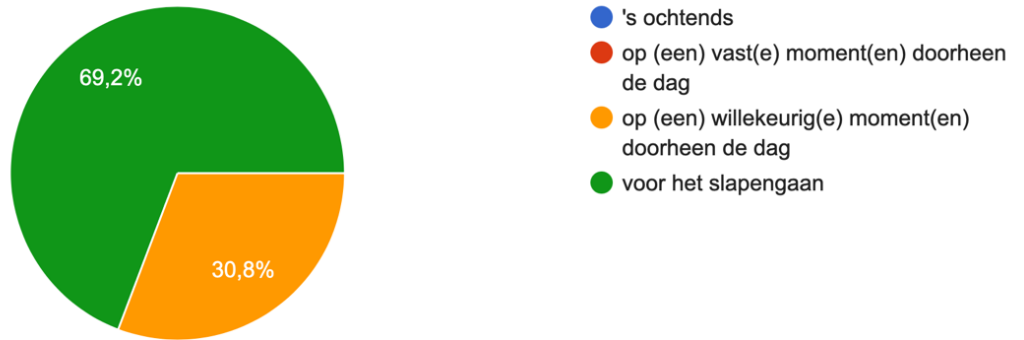 69,2%
30,8%
's ochtends
op (een) vast(e) moment(en) doorheen
de dag
op (een) willekeurig(e) moment(en)
doorheen de dag
voor het slapengaan